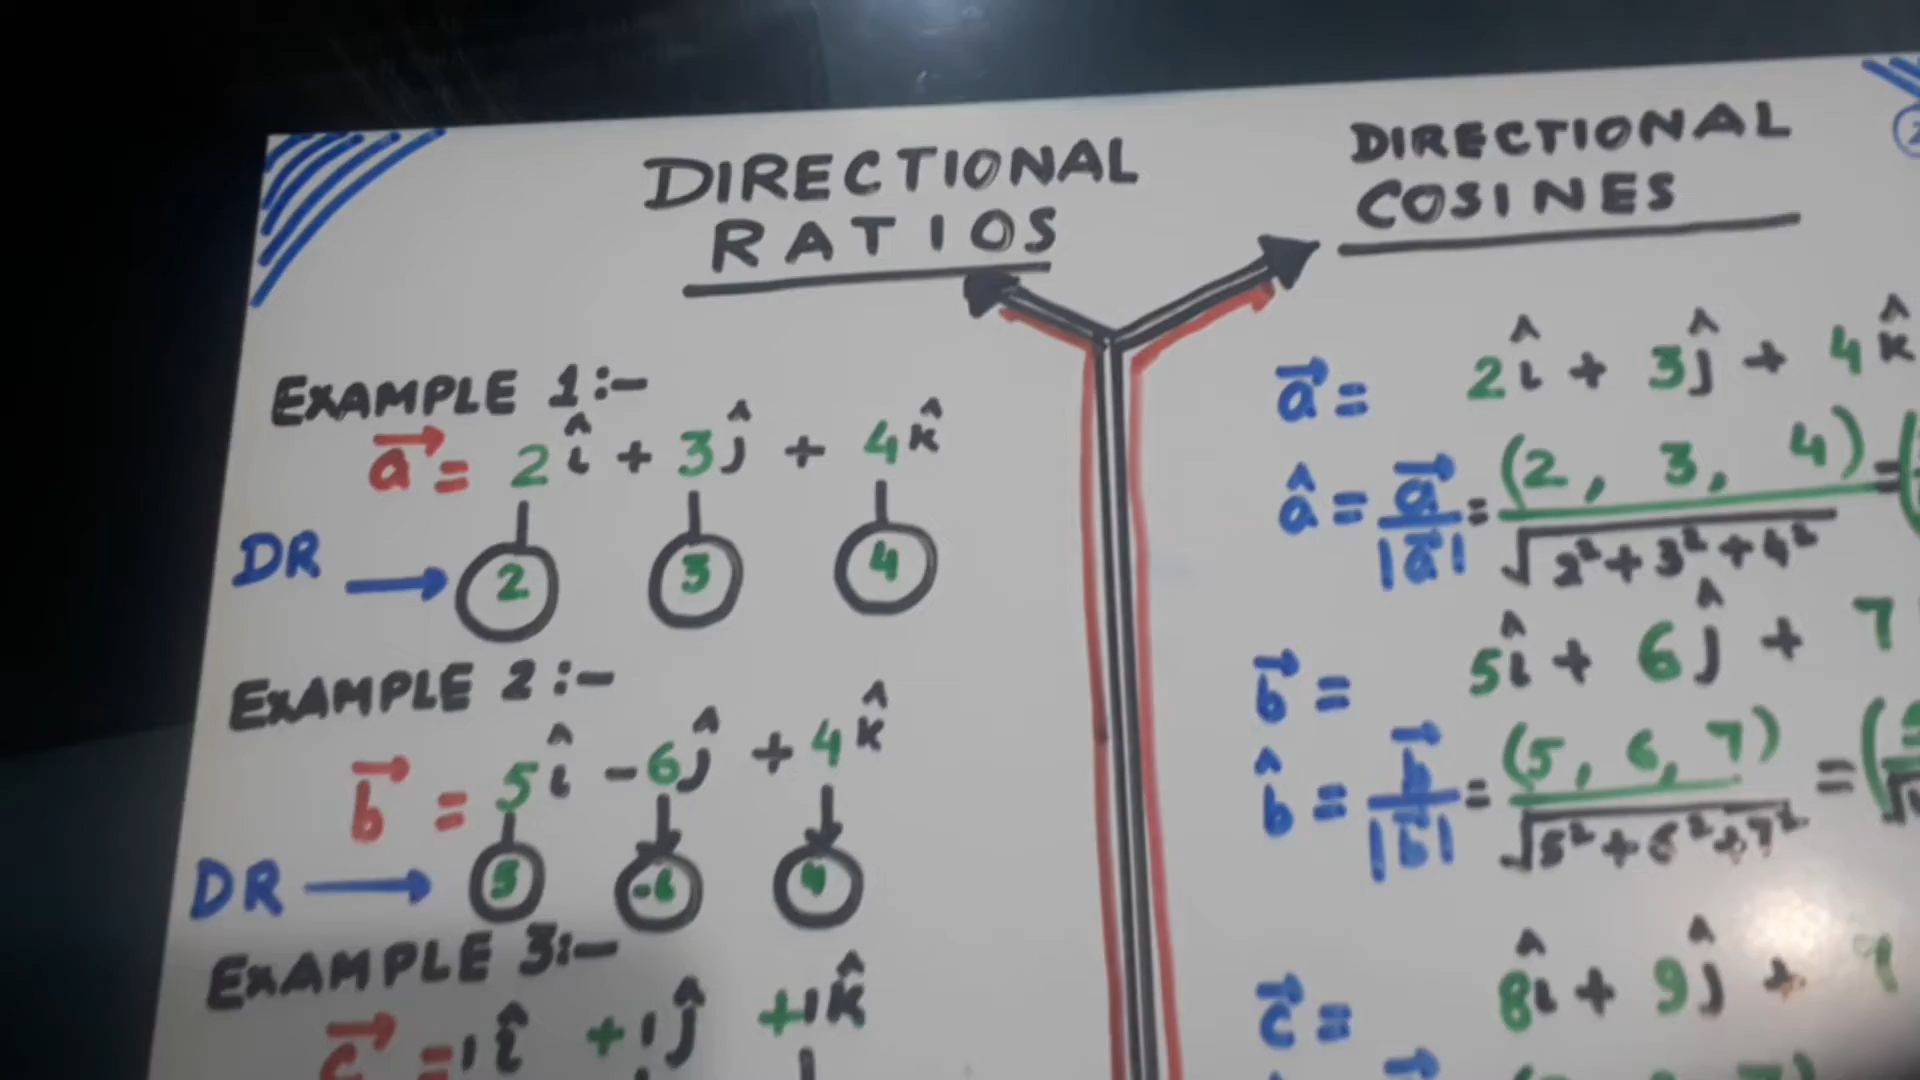 DIRECTIONAL
RATIOS
EXAMPLE 1:-
a⃗ = 2î + 3ĵ + 4k̂
DR → 2 3 4
EXAMPLE 2:-
b⃗ = 5î - 6ĵ + 4k̂
DR → 5 -6 4
EXAMPLE 3:-
c⃗ = 1î + 1ĵ + 1k̂
DIRECTIONAL
COSINES
a⃗ = 2î + 3ĵ + 4k̂
â = a⃗/|a⃗| = (2, 3, 4)/√2²+3²+4² = (
b⃗ = 5î + 6ĵ + 7
b̂ = b⃗/|b⃗| = (5, 6, 7)/√5²+6²+7² = (
c⃗ = 8î + 9ĵ +